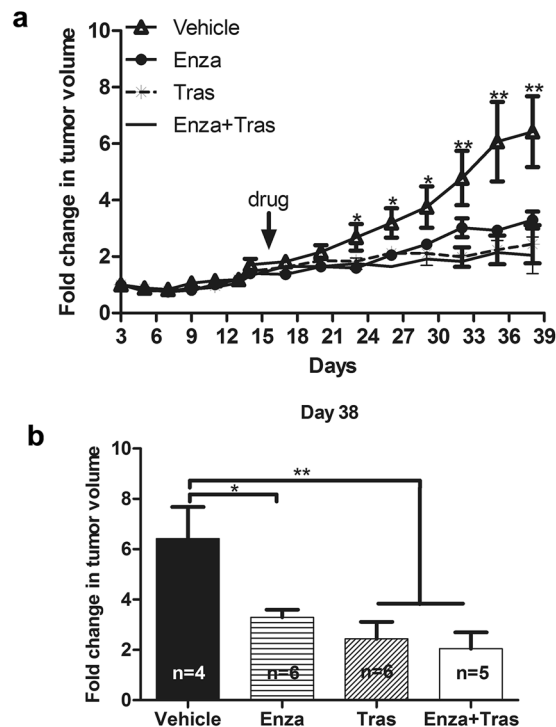 a
Fold change in tumor volume
10
8
6
4
2
0
Vehicle
Enza
Tras
Enza+Tras
drug
* * * ** ** **
3 6 9 12 15 18 21 24 27 30 33 36 39
Days
b
Day 38
Fold change in tumor volume
10
8
6
4
2
0
**
*
n=4 n=6 n=6 n=5
Vehicle Enza Tras Enza+Tras